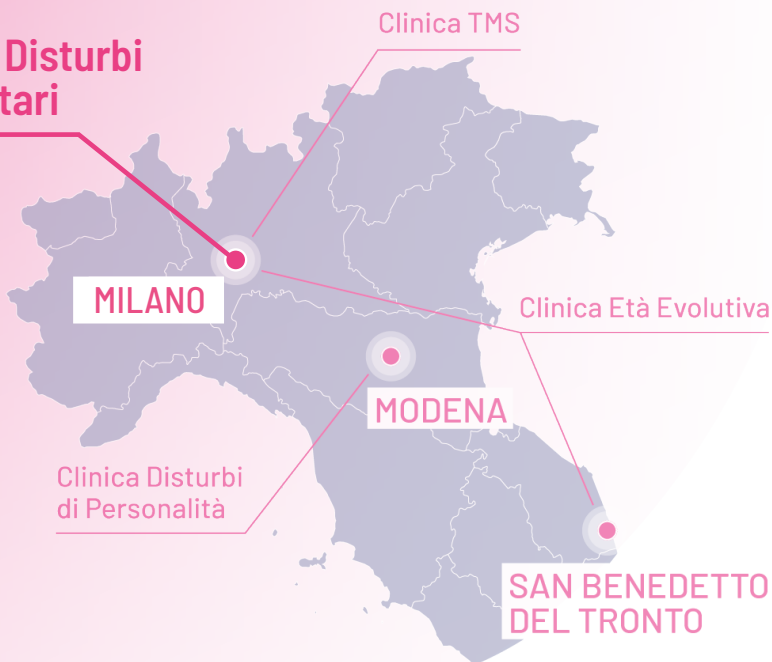 Clinica TMS
Disturbi
tari
MILANO
Clinica Età Evolutiva
MODENA
Clinica Disturbi
di Personalità
SAN BENEDETTO
DEL TRONTO